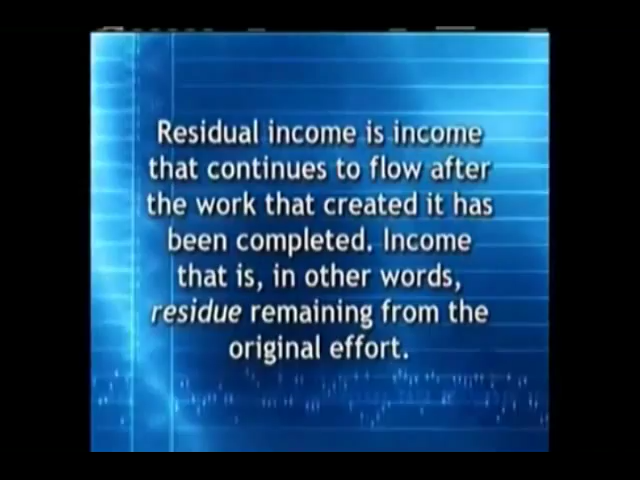 Residual income is income
that continues to flow after
the work that created it has
been completed. Income
that is, in other words,
residue remaining from the
original effort.